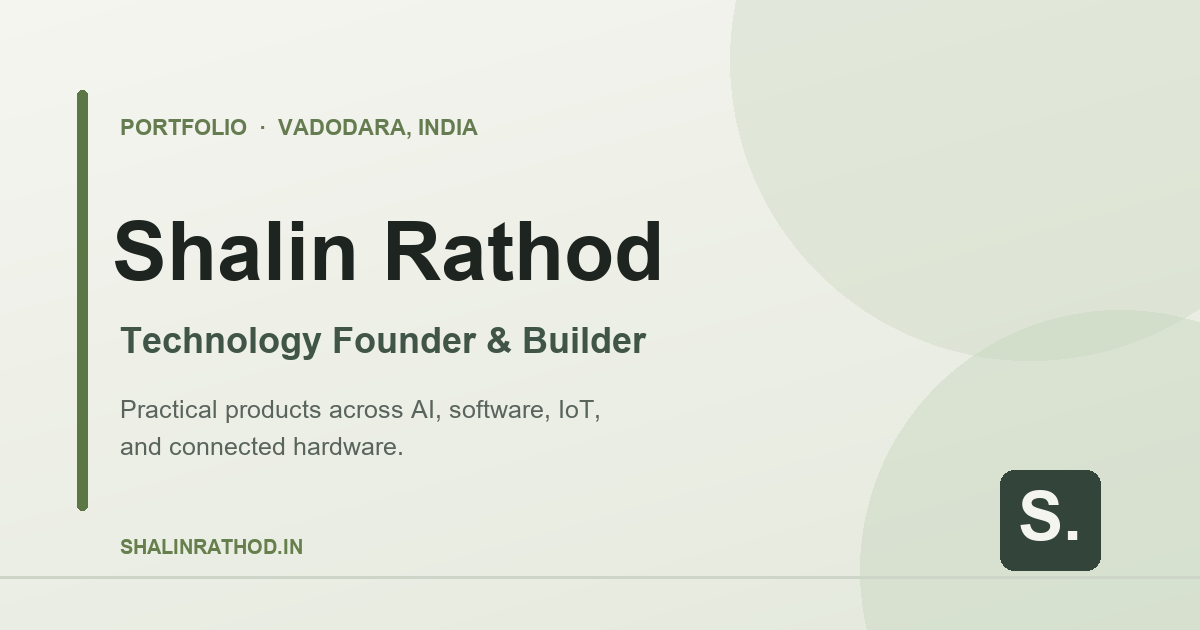 PORTFOLIO · VADODARA, INDIA
Shalin Rathod
Technology Founder & Builder
Practical products across AI, software, IoT,
and connected hardware.
SHALINRATHOD.IN
S.